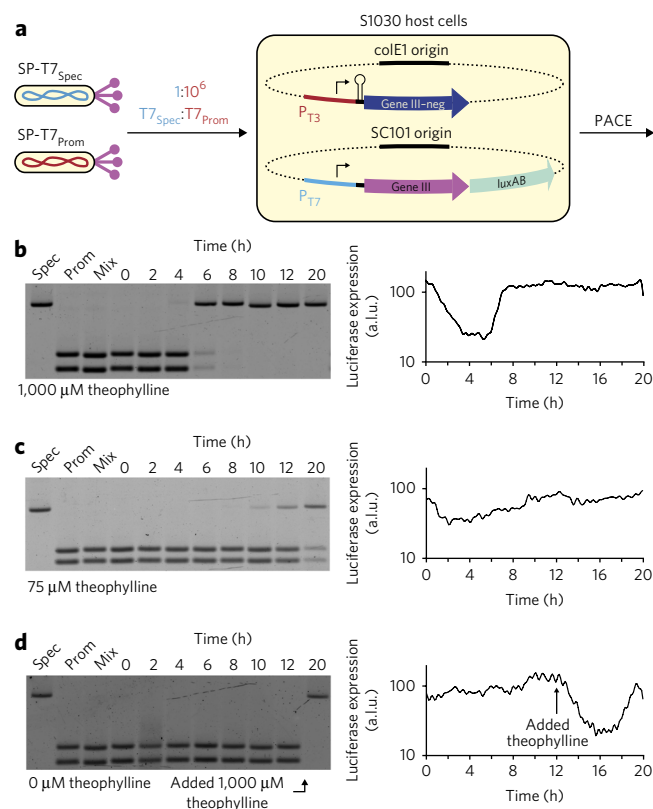 a
S1030 host cells
SP-T7Spec
SP-T7Prom
1:10⁶
T7Spec:T7Prom
colE1 origin
Gene III–neg
PT3
SC101 origin
Gene III
luxAB
PT7
PACE
b
Time (h)
Spec Prom Mix 0 2 4 6 8 10 12 20
1,000 µM theophylline
Luciferase expression
(a.l.u.)
100
10
0 4 8 12 16 20
Time (h)
c
Time (h)
Spec Prom Mix 0 2 4 6 8 10 12 20
75 µM theophylline
Luciferase expression
(a.l.u.)
100
10
0 4 8 12 16 20
Time (h)
d
Time (h)
Spec Prom Mix 0 2 4 6 8 10 12 20
0 µM theophylline
Added 1,000 µM
theophylline
Luciferase expression
(a.l.u.)
100
10
Added
theophylline
0 4 8 12 16 20
Time (h)